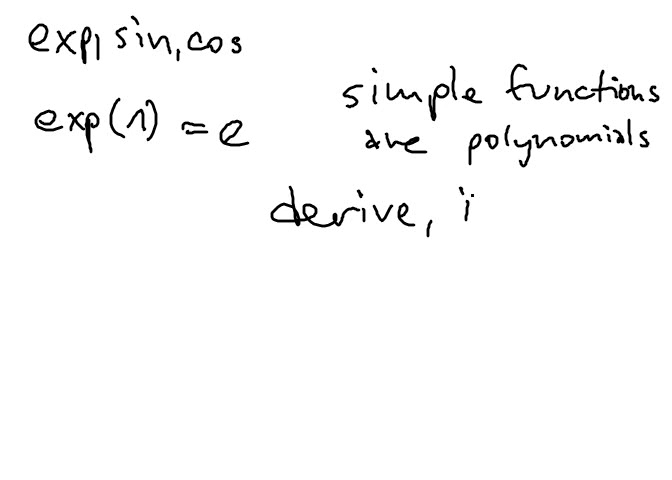 exp, sin, cos
exp(1) = e
simple functions
are polynomials
derive, i